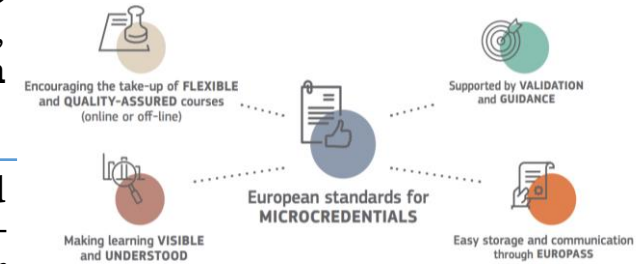 Encouraging the take-up of FLEXIBLE
and QUALITY-ASSURED courses
(online or off-line)
Supported by VALIDATION
and GUIDANCE
European standards for
MICROCREDENTIALS
Making learning VISIBLE
and UNDERSTOOD
Easy storage and communication
through EUROPASS